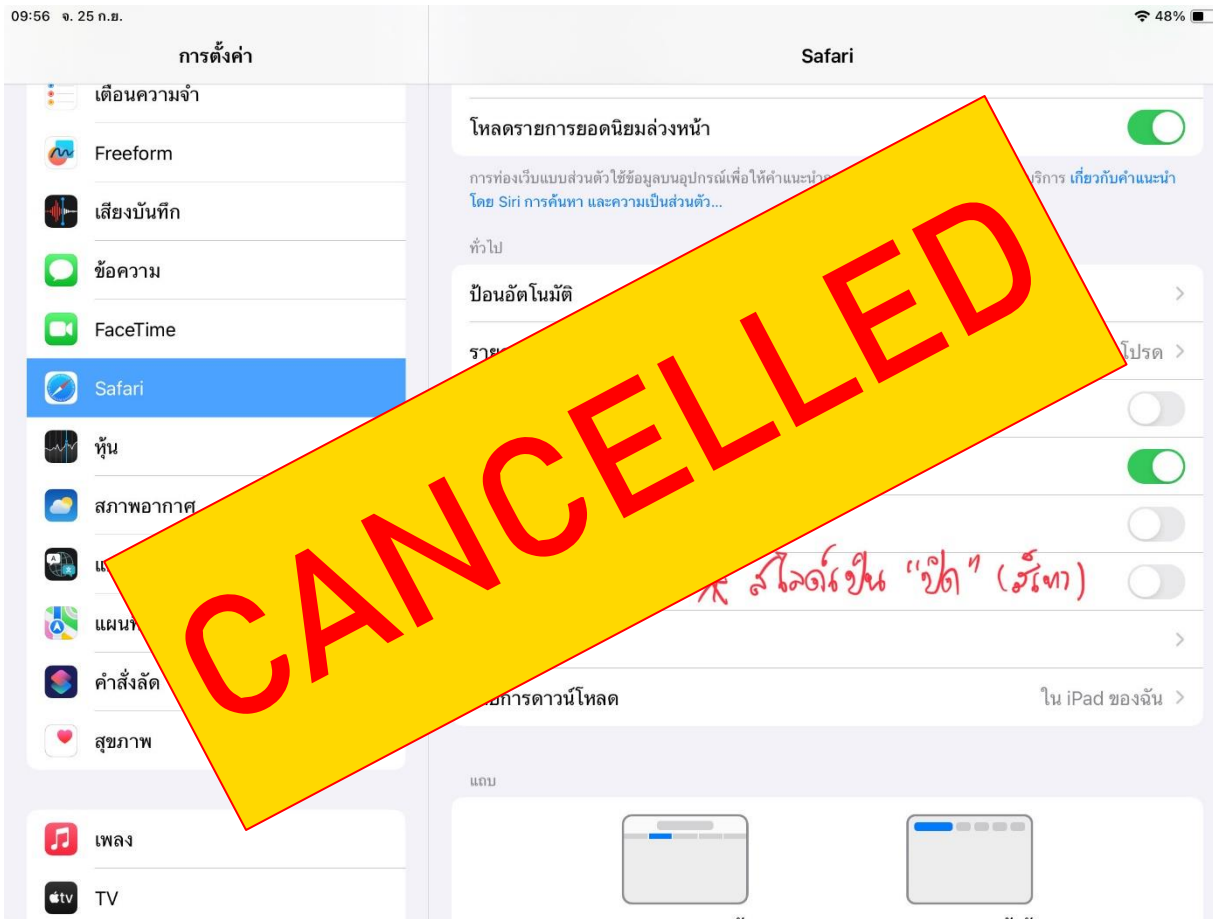 09:56 จ. 25 ก.ย.
48%
การตั้งค่า
Safari
เตือนความจำ
Freeform
เสียงบันทึก
ข้อความ
FaceTime
Safari
หุ้น
สภาพอากาศ
คำสั่งลัด
สุขภาพ
เพลง
tv TV
โหลดรายการยอดนิยมล่วงหน้า
การท่องเว็บแบบส่วนตัวใช้ข้อมูลบนอุปกรณ์เพื่อให้คำแนะนำ เกี่ยวกับคำแนะนำ
โดย Siri การค้นหา และความเป็นส่วนตัว...
ทั่วไป
ป้อนอัตโนมัติ
CANCELLED
สไลด์เป็น "ปิด" (สีเทา)
ดาวน์โหลด ใน iPad ของฉัน
แถบ